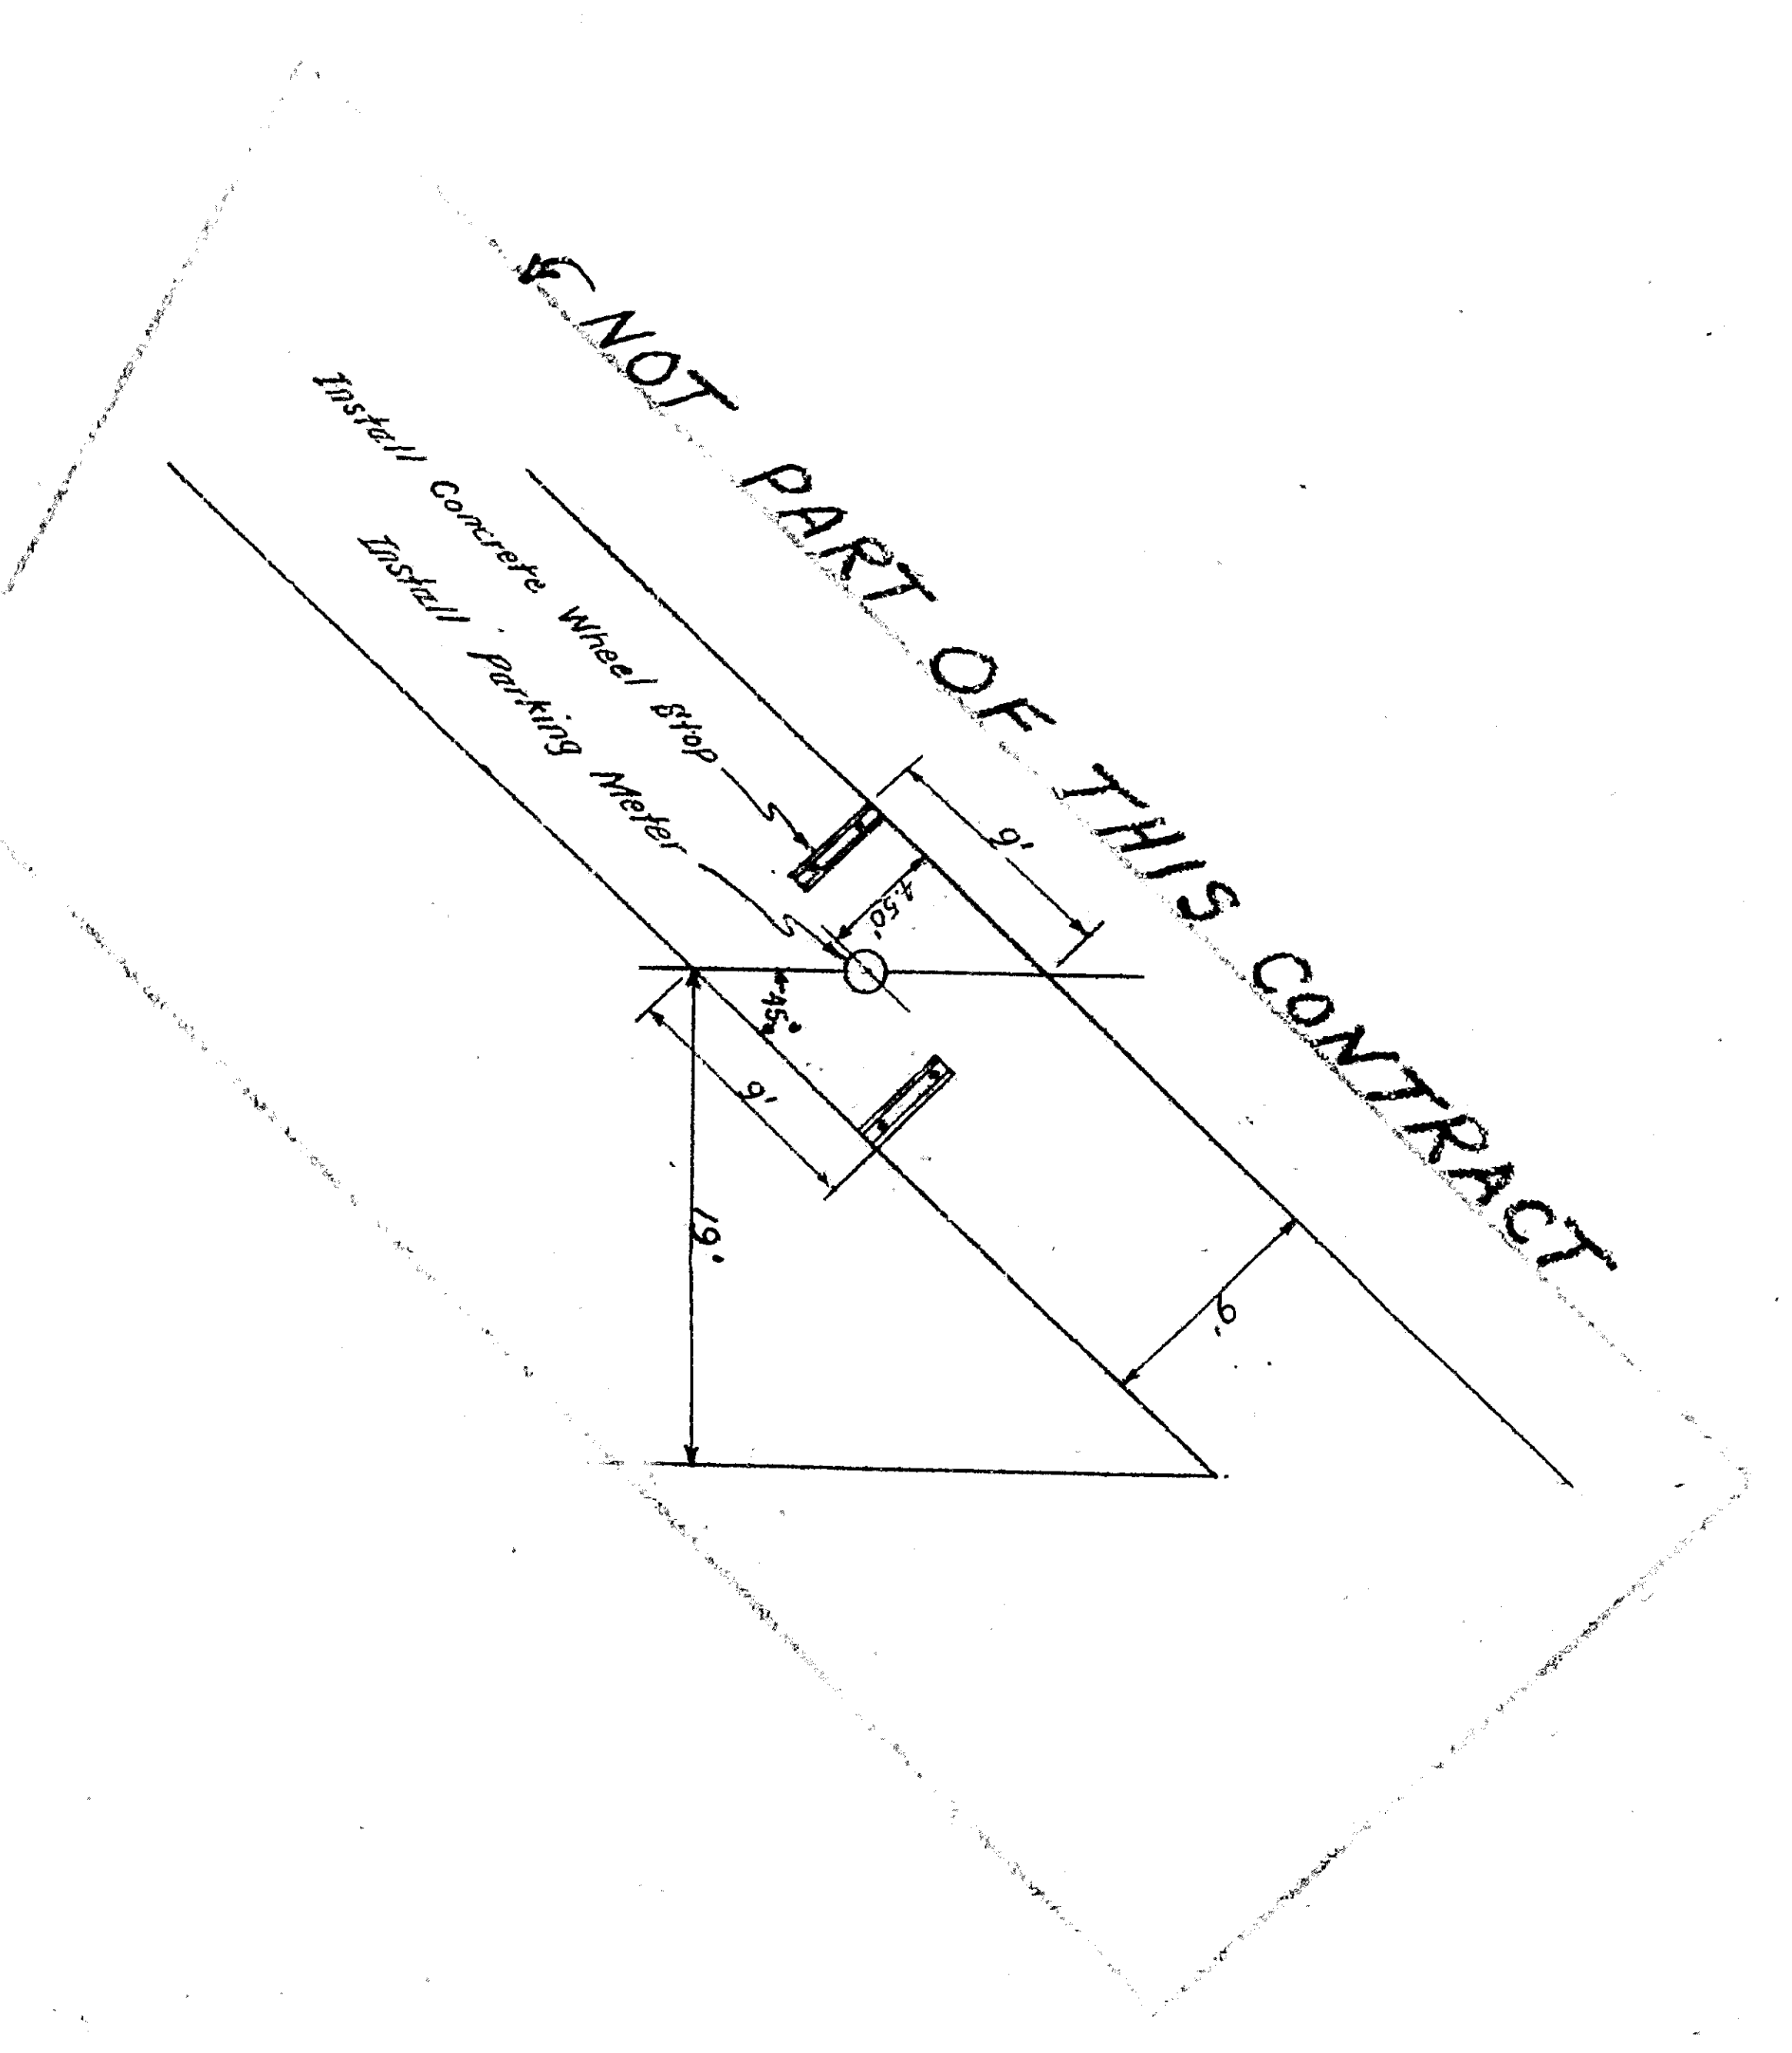 NOT PART OF THIS CONTRACT
Install Concrete Wheel Stop
Install Parking Meter
9'
4.50'
45°
9'
19'
9'